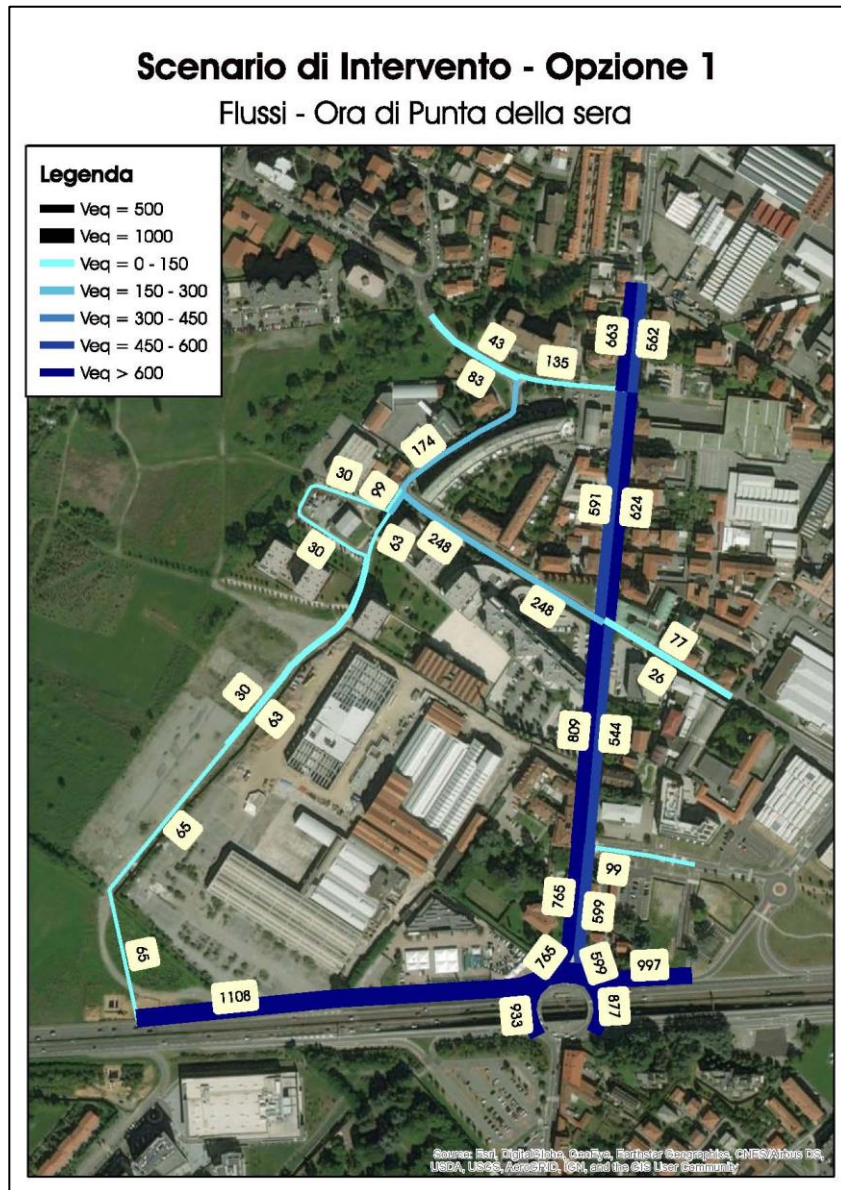 Scenario di Intervento - Opzione 1
Flussi - Ora di Punta della sera
Legenda
Veq = 500
Veq = 1000
Veq = 0 - 150
Veq = 150 - 300
Veq = 300 - 450
Veq = 450 - 600
Veq > 600
663
562
43
135
83
174
30
99
591
624
63
248
30
248
77
26
30
63
809
544
65
99
765
599
65
765
599
997
1108
933
877
Source: Esri, DigitalGlobe, GeoEye, Earthstar Geographics, CNES/Airbus DS,
USDA, USGS, AeroGRID, IGN, and the GIS User Community